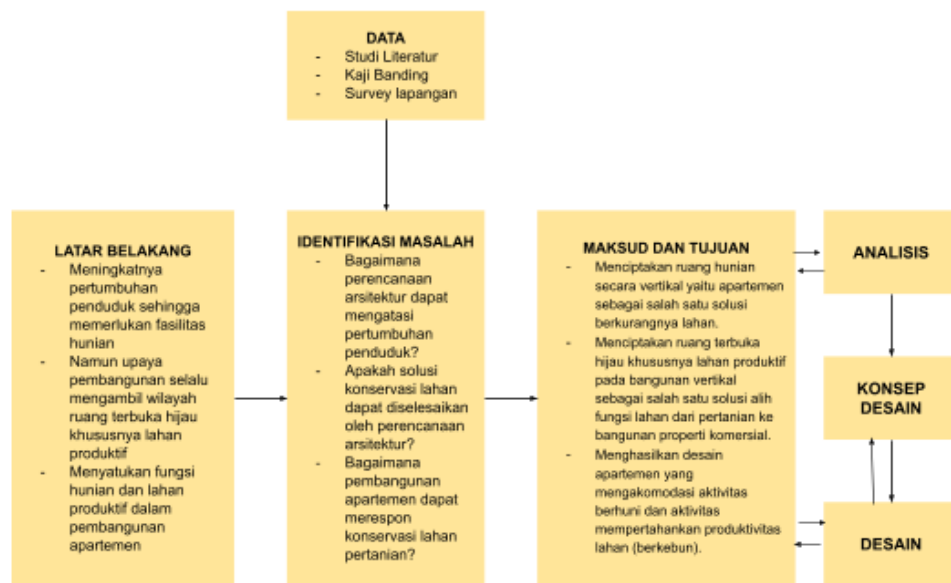 DATA
- Studi Literatur
- Kaji Banding
- Survey lapangan
LATAR BELAKANG
- Meningkatnya
pertumbuhan
penduduk sehingga
memerlukan fasilitas
hunian
- Namun upaya
pembangunan selalu
mengambil wilayah
ruang terbuka hijau
khususnya lahan
produktif
- Menyatukan fungsi
hunian dan lahan
produktif dalam
pembangunan
apartemen
IDENTIFIKASI MASALAH
- Bagaimana
perencanaan
arsitektur dapat
mengatasi
pertumbuhan
penduduk?
- Apakah solusi
konservasi lahan
dapat diselesaikan
oleh perencanaan
arsitektur?
- Bagaimana
pembangunan
apartemen dapat
merespon
konservasi lahan
pertanian?
MAKSUD DAN TUJUAN
- Menciptakan ruang hunian
secara vertikal yaitu apartemen
sebagai salah satu solusi
berkurangnya lahan.
- Menciptakan ruang terbuka
hijau khususnya lahan produktif
pada bangunan vertikal
sebagai salah satu solusi alih
fungsi lahan dari pertanian ke
bangunan properti komersial.
- Menghasilkan desain
apartemen yang
mengakomodasi aktivitas
berhuni dan aktivitas
mempertahankan produktivitas
lahan (berkebun).
ANALISIS
KONSEP
DESAIN
DESAIN